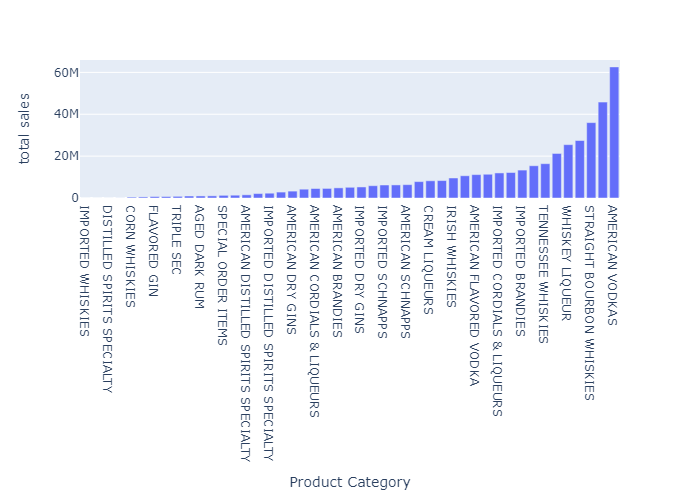 total sales
60M
40M
20M
0
IMPORTED WHISKIES
DISTILLED SPIRITS SPECIALTY
CORN WHISKIES
FLAVORED GIN
TRIPLE SEC
AGED DARK RUM
SPECIAL ORDER ITEMS
AMERICAN DISTILLED SPIRITS SPECIALTY
IMPORTED DISTILLED SPIRITS SPECIALTY
AMERICAN DRY GINS
AMERICAN CORDIALS & LIQUEURS
AMERICAN BRANDIES
IMPORTED DRY GINS
IMPORTED SCHNAPPS
AMERICAN SCHNAPPS
CREAM LIQUEURS
IRISH WHISKIES
AMERICAN FLAVORED VODKA
IMPORTED CORDIALS & LIQUEURS
IMPORTED BRANDIES
TENNESSEE WHISKIES
WHISKEY LIQUEUR
STRAIGHT BOURBON WHISKIES
AMERICAN VODKAS
Product Category